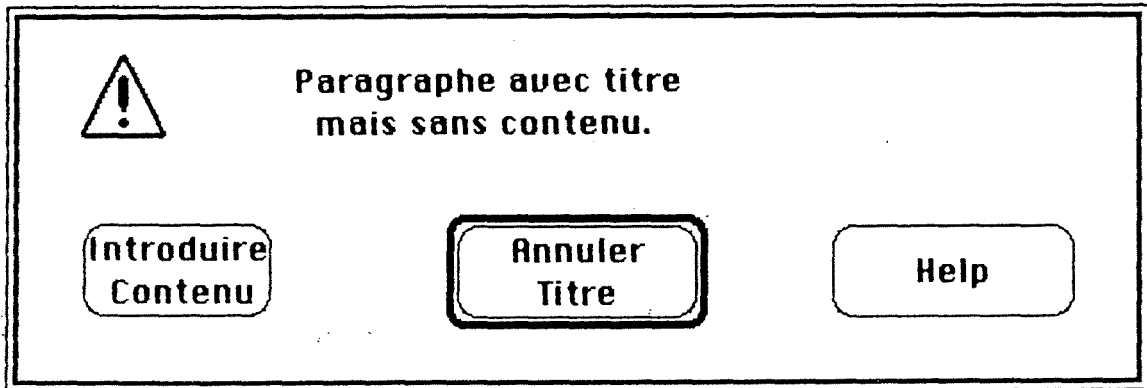 Paragraphe avec titre
mais sans contenu.
Introduire
Contenu
Annuler
Titre
Help